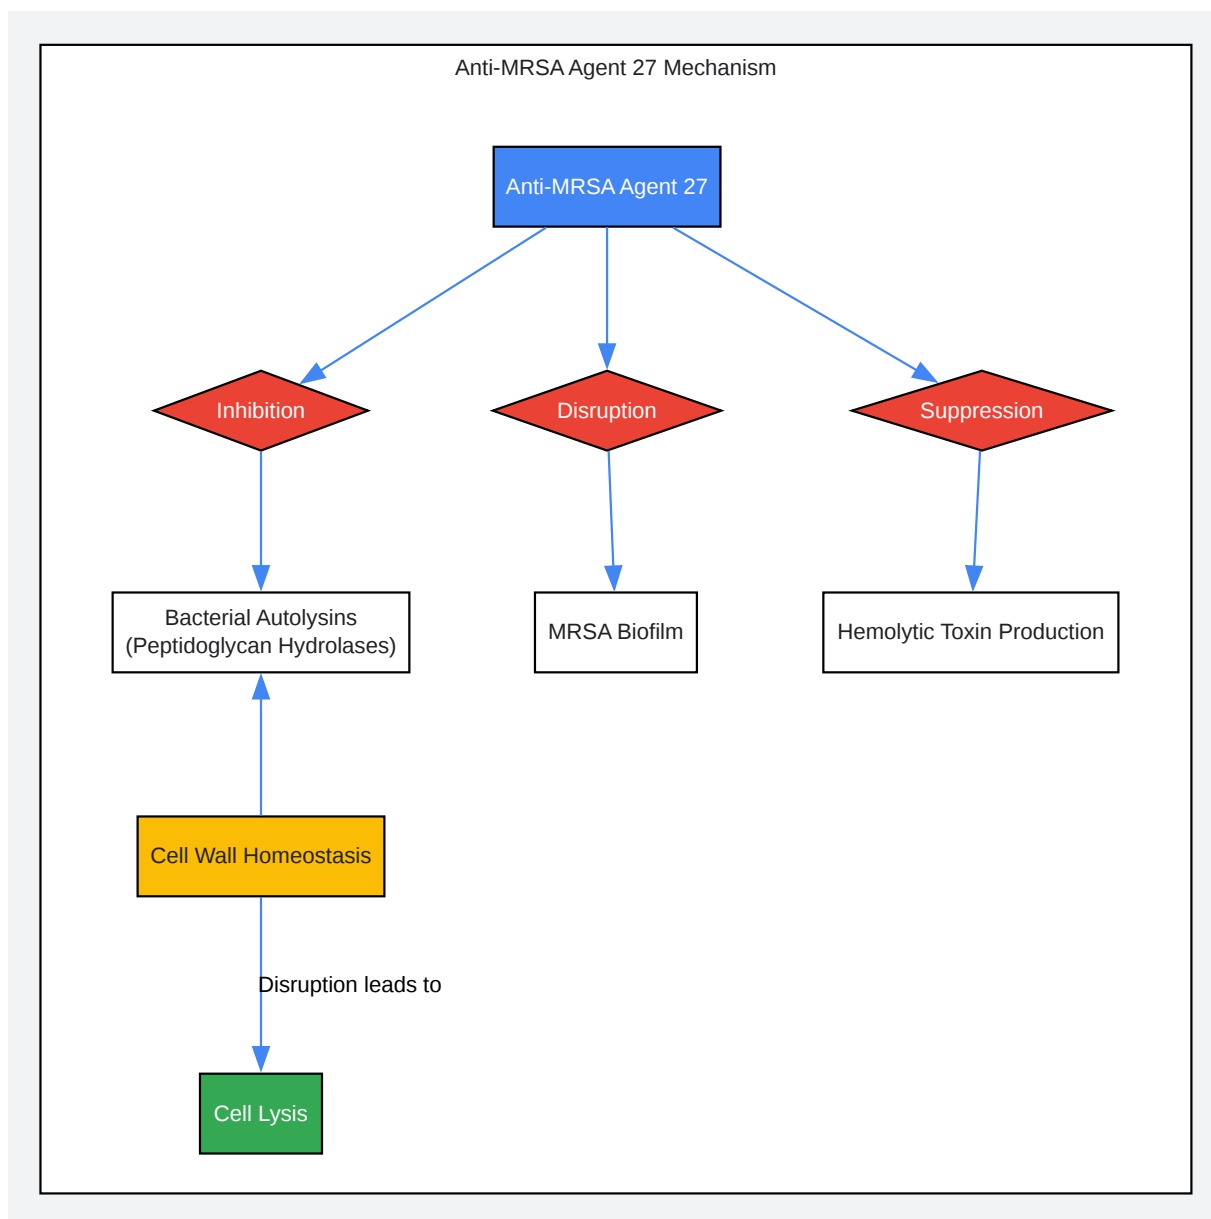 Anti-MRSA Agent 27 Mechanism
Anti-MRSA Agent 27
Inhibition
Disruption
Suppression
Bacterial Autolysins
(Peptidoglycan Hydrolases)
MRSA Biofilm
Hemolytic Toxin Production
Cell Wall Homeostasis
Disruption leads to
Cell Lysis